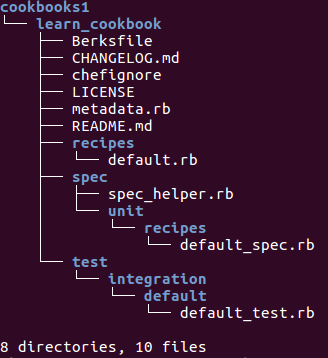 cookbooks1
└── learn_cookbook
    ├── Berksfile
    ├── CHANGELOG.md
    ├── chefignore
    ├── LICENSE
    ├── metadata.rb
    ├── README.md
    ├── recipes
    │   └── default.rb
    ├── spec
    │   ├── spec_helper.rb
    │   └── unit
    │       └── recipes
    │           └── default_spec.rb
    └── test
        └── integration
            └── default
                └── default_test.rb
8 directories, 10 files